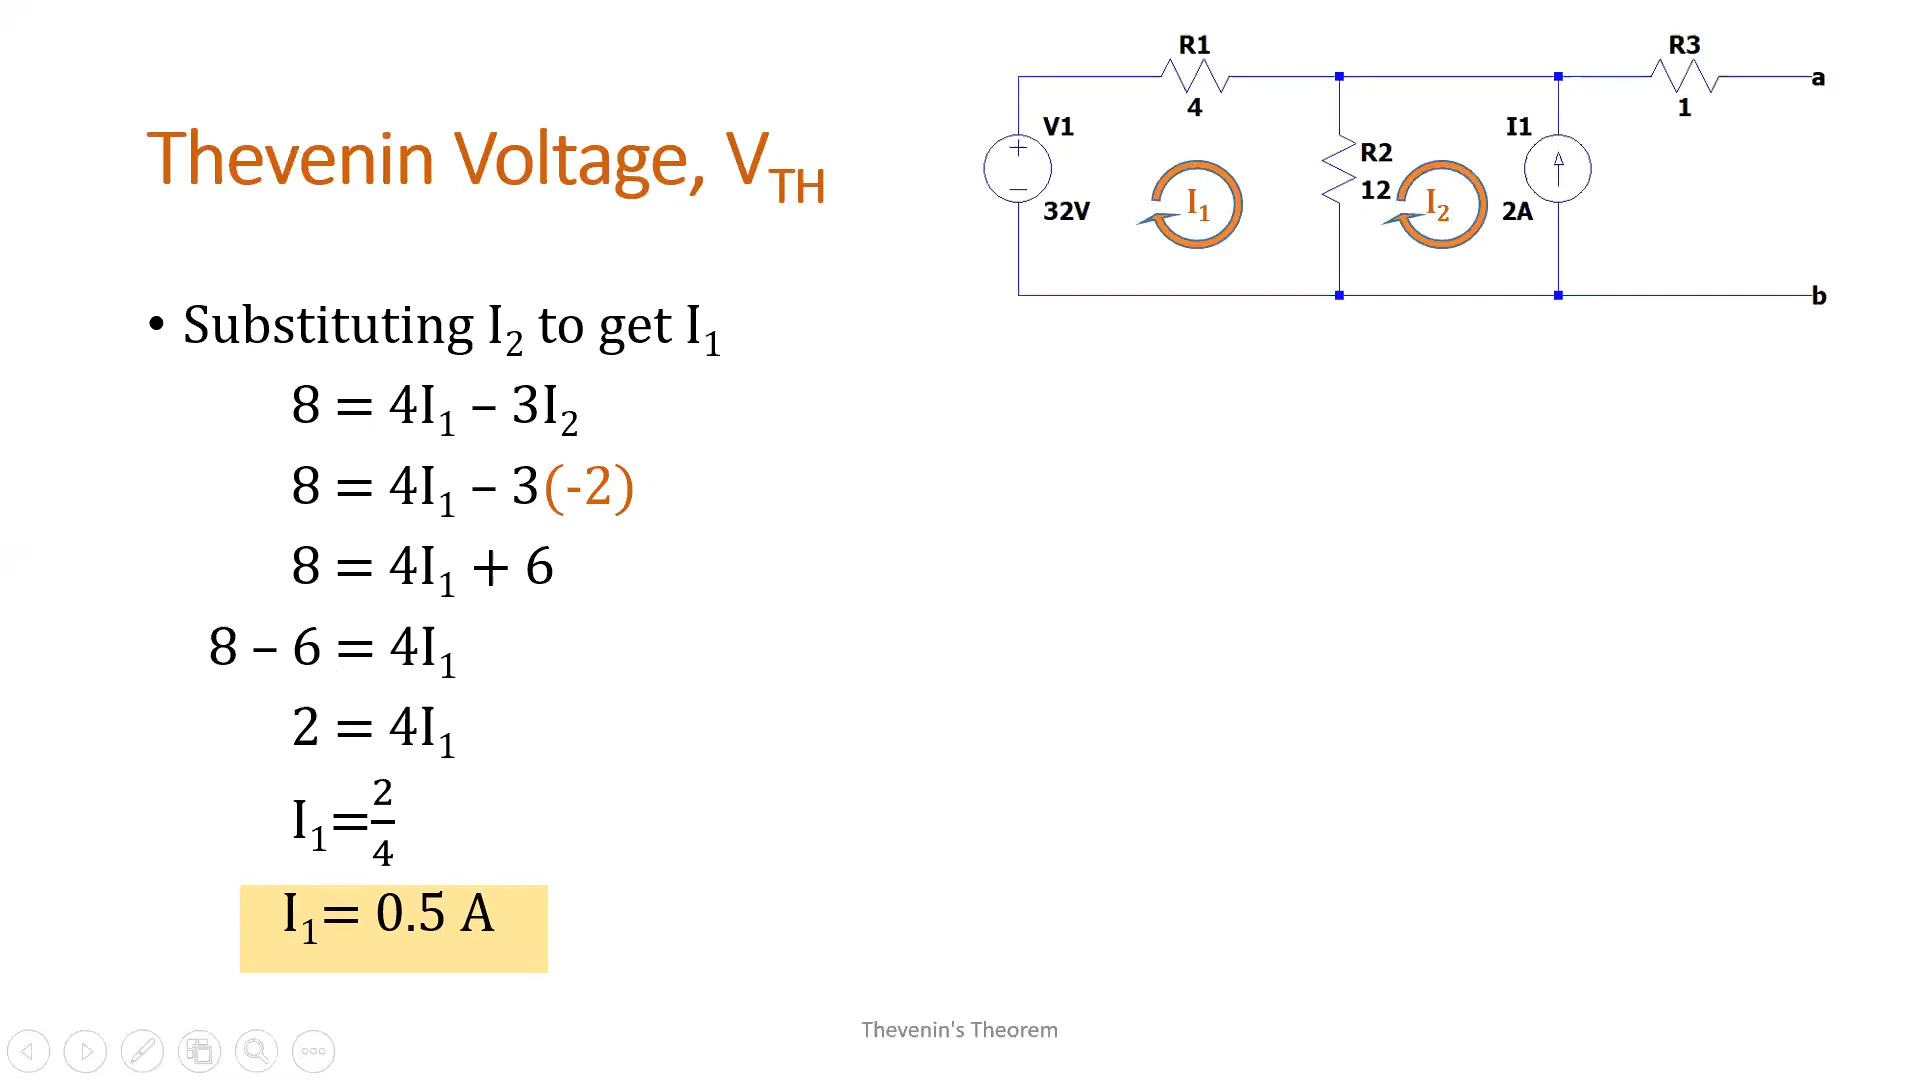 Thevenin Voltage, V_TH
• Substituting I₂ to get I₁
8 = 4I₁ – 3I₂
8 = 4I₁ – 3(-2)
8 = 4I₁ + 6
8 – 6 = 4I₁
2 = 4I₁
I₁=2/4
I₁= 0.5 A
R1
4
R3
1
a
V1
+
–
32V
R2
12
I₁
I₂
I1
2A
b
Thevenin's Theorem